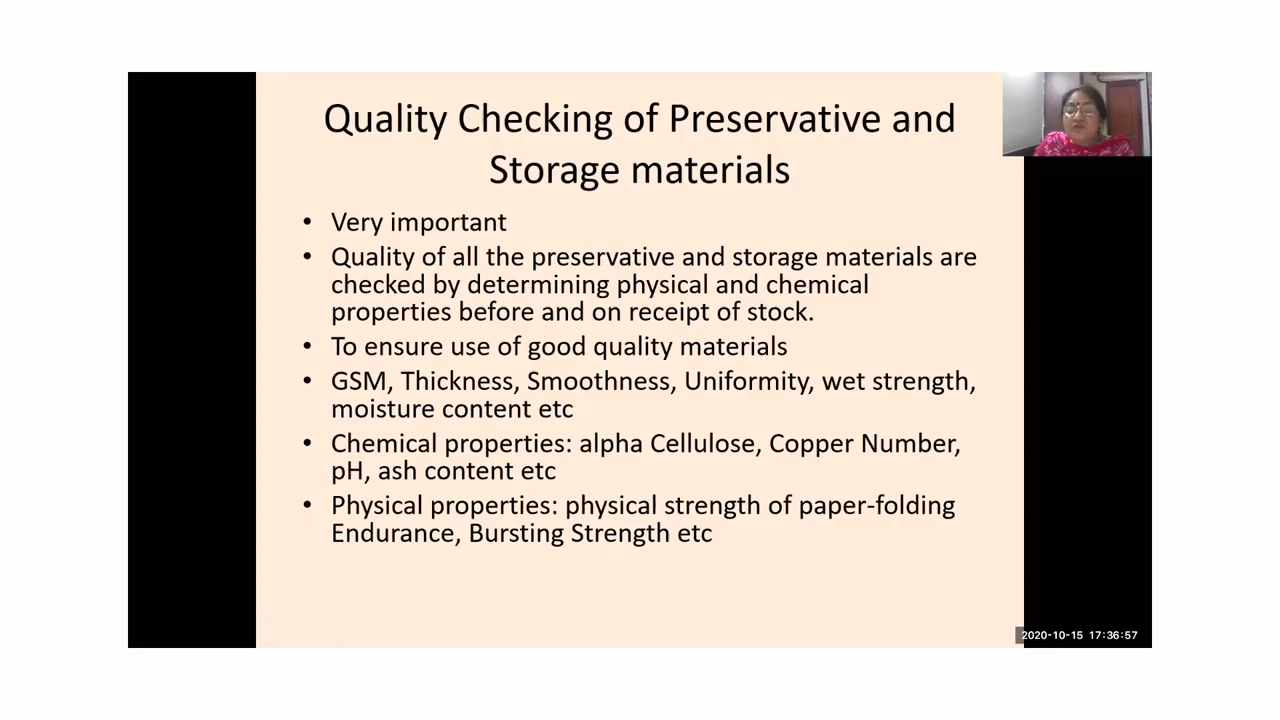 Quality Checking of Preservative and
Storage materials
• Very important
• Quality of all the preservative and storage materials are
checked by determining physical and chemical
properties before and on receipt of stock.
• To ensure use of good quality materials
• GSM, Thickness, Smoothness, Uniformity, wet strength,
moisture content etc
• Chemical properties: alpha Cellulose, Copper Number,
pH, ash content etc
• Physical properties: physical strength of paper-folding
Endurance, Bursting Strength etc
2020-10-15 17:36:57